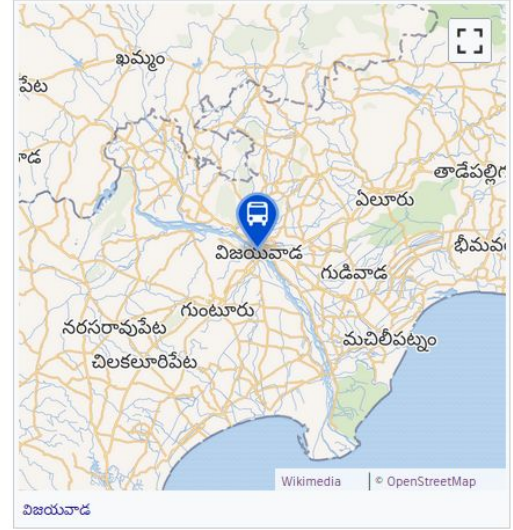 ఖమ్మం
పేట
ాడ
తాడేపల్లిగ
ఏలూరు
విజయవాడ
భీమవ
గుడివాడ
గుంటూరు
నరసరావుపేట
మచిలీపట్నం
చిలకలూరిపేట
Wikimedia | © OpenStreetMap
విజయవాడ